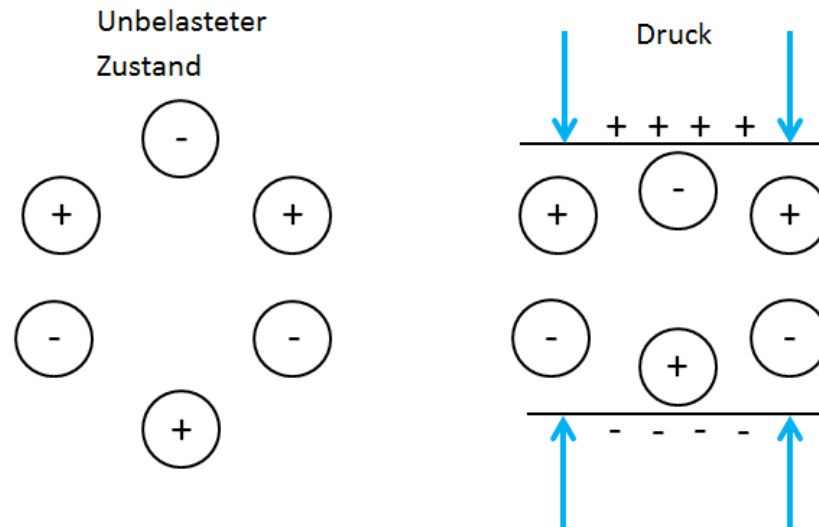 Unbelasteter
Zustand
Druck
+ + + +
-
-
+
+
+
+
-
-
-
-
+
+
- - - -